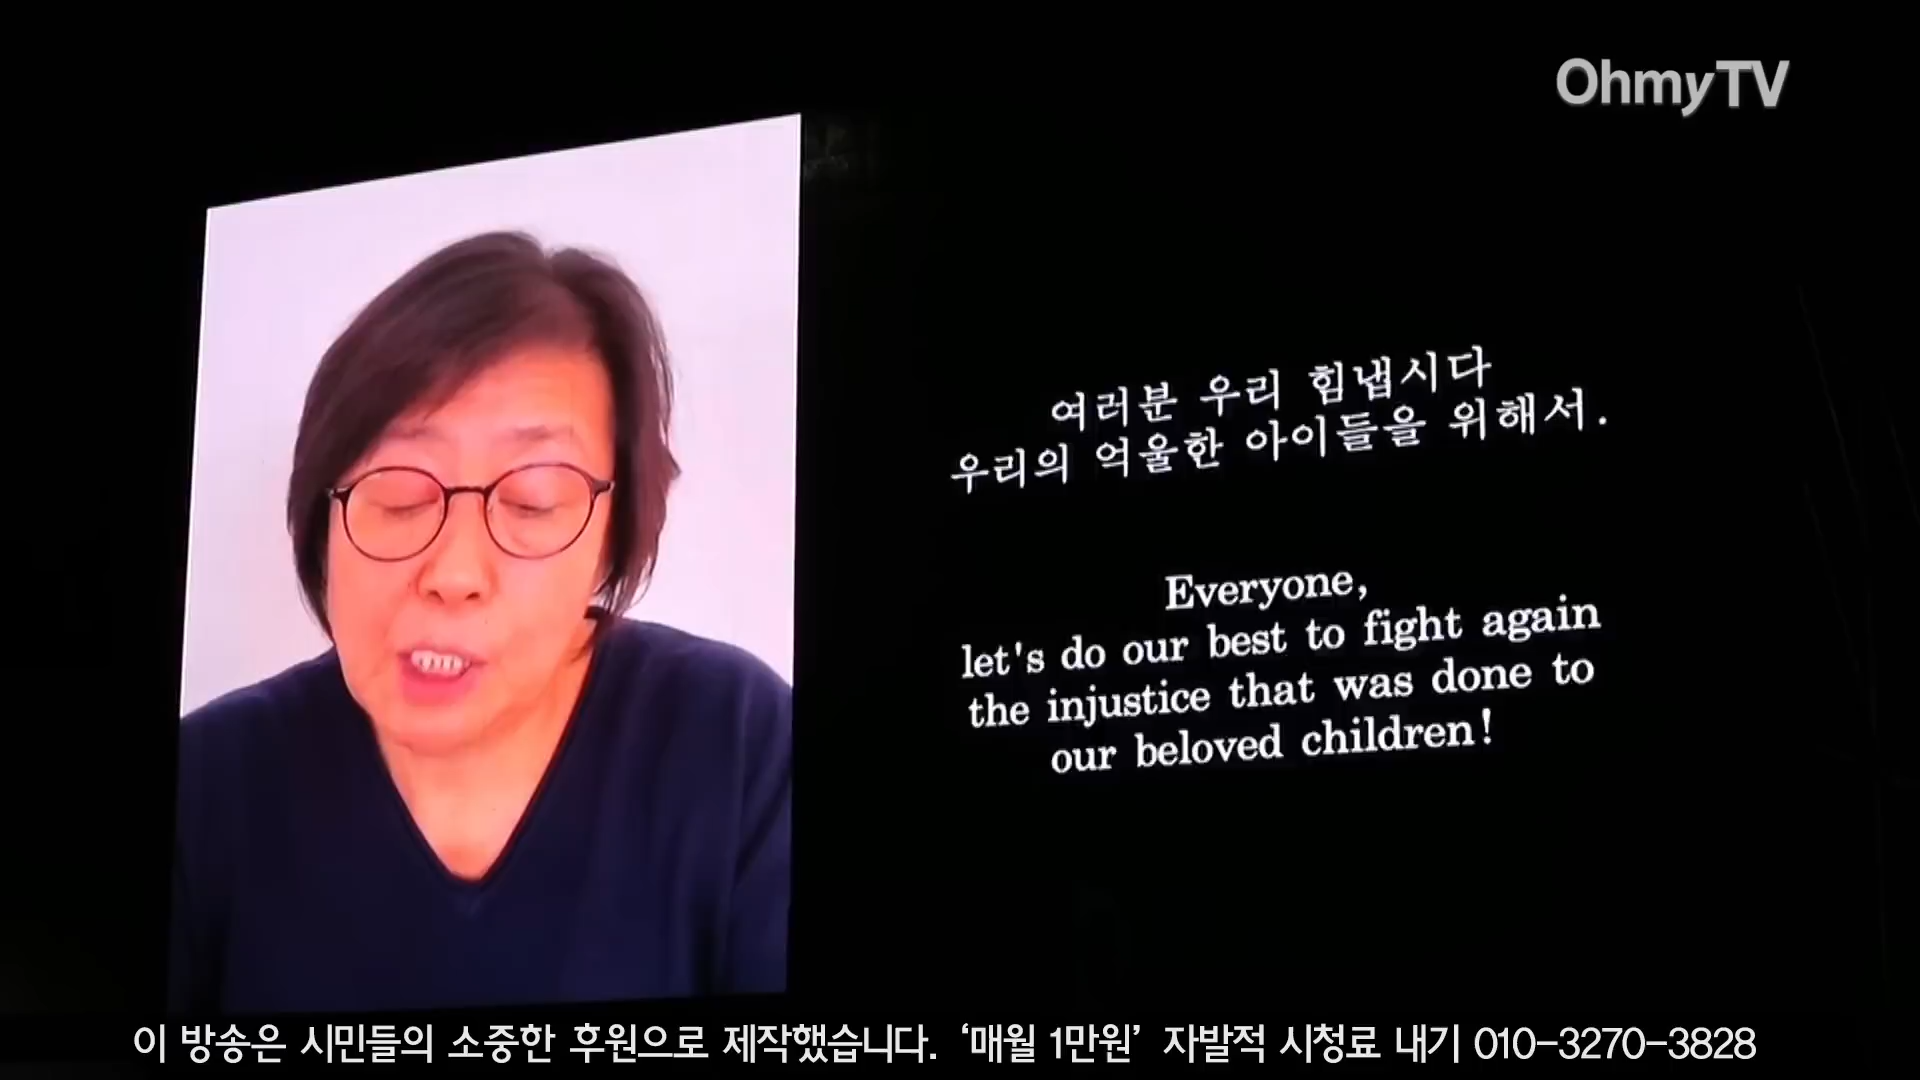 OhmyTV
여러분 우리 힘냅시다
우리의 억울한 아이들을 위해서.
Everyone,
let's do our best to fight again
the injustice that was done to
our beloved children!
이 방송은 시민들의 소중한 후원으로 제작했습니다. ‘매월 1만원’ 자발적 시청료 내기 010-3270-3828